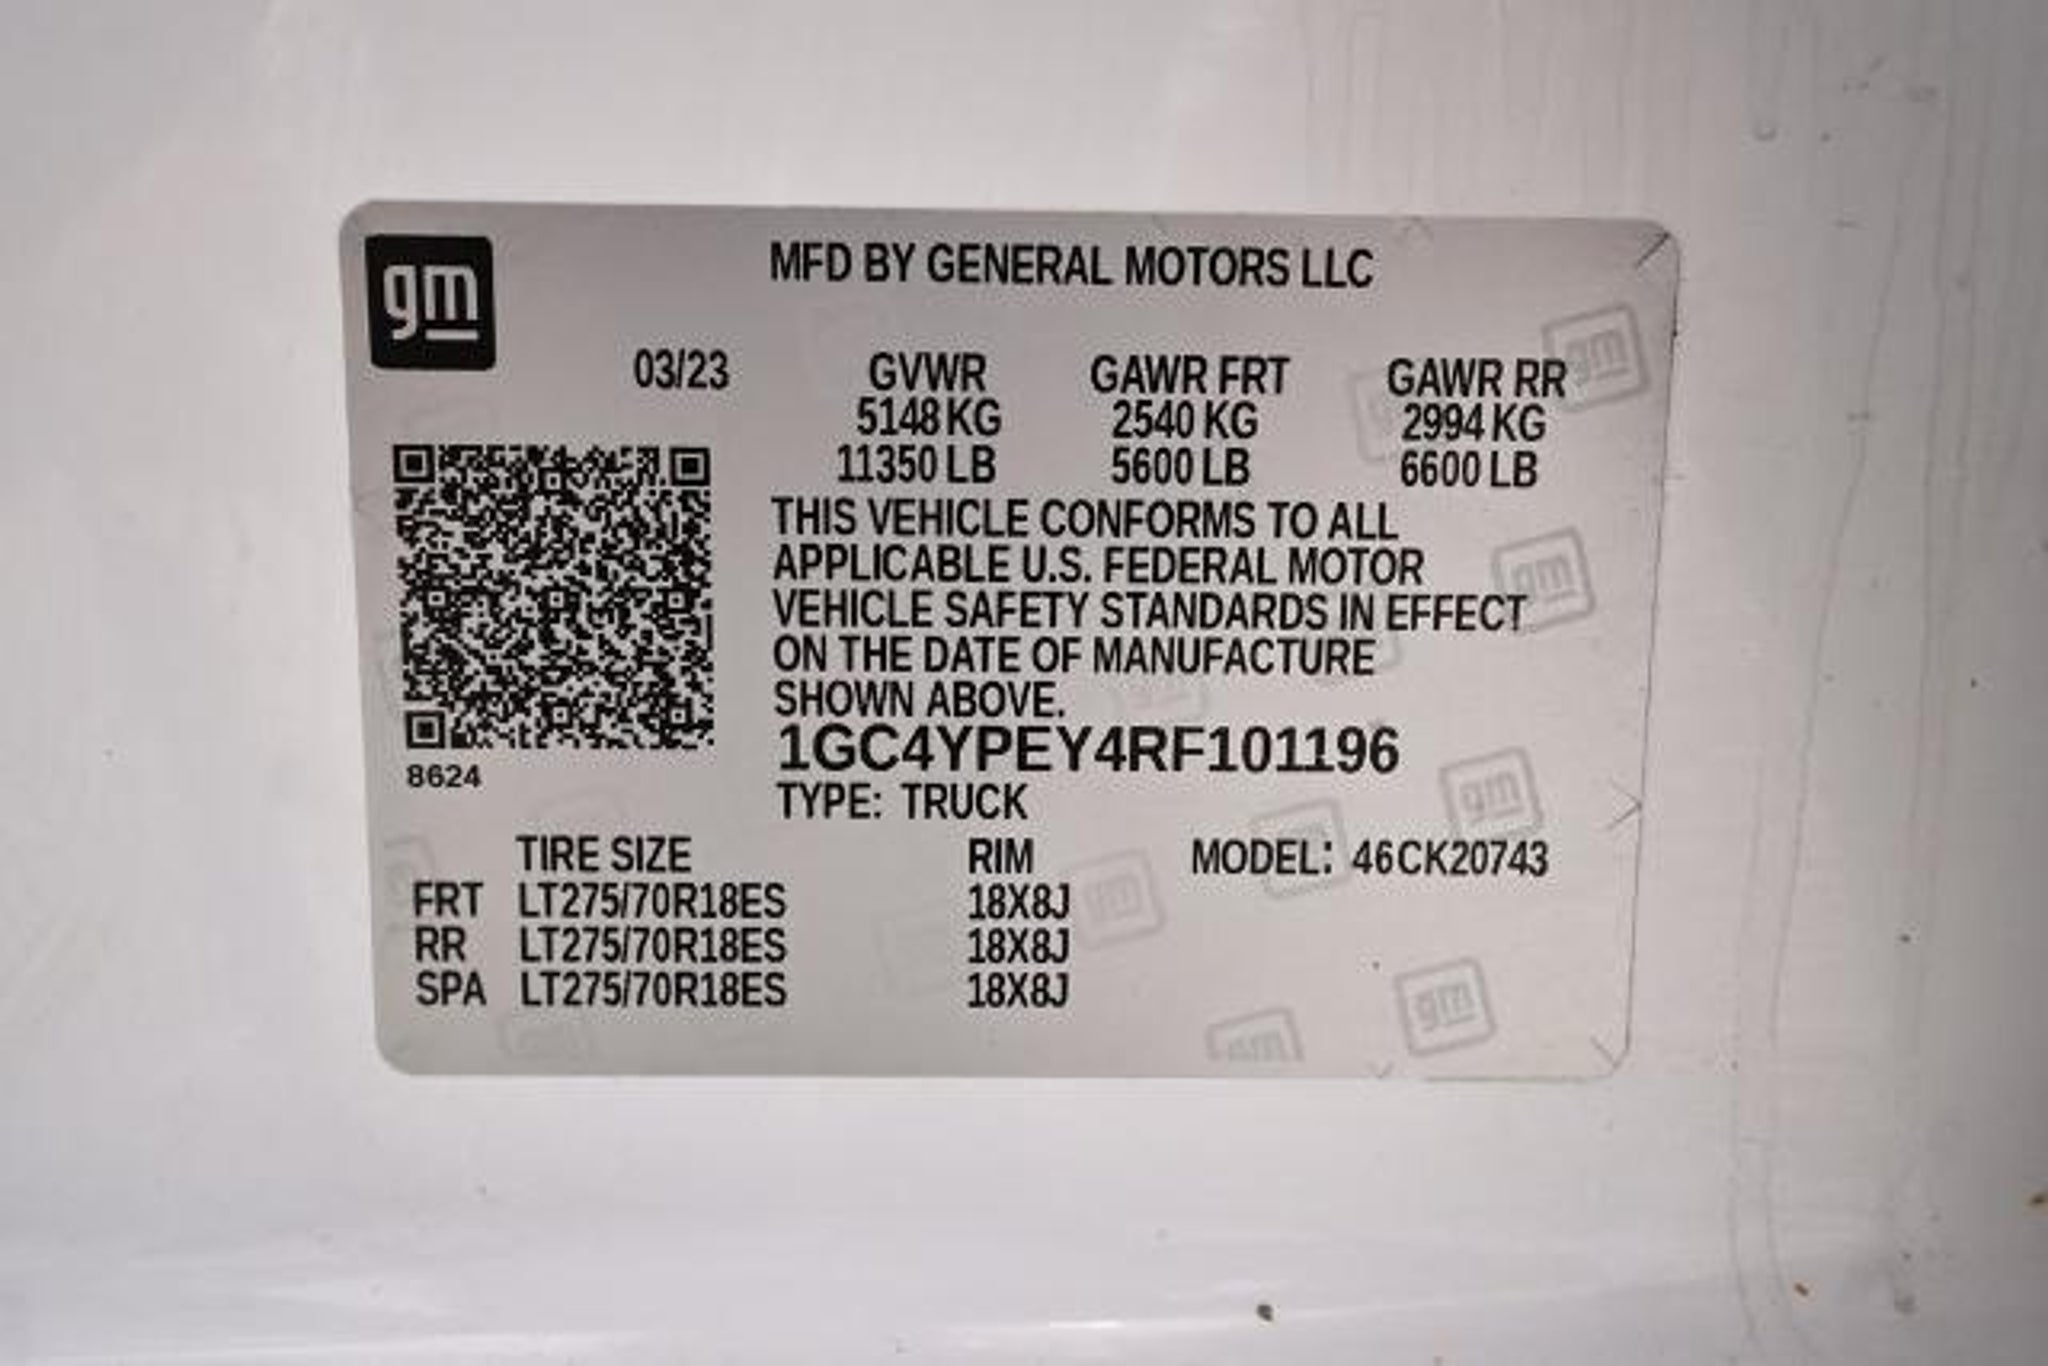 gm
MFD BY GENERAL MOTORS LLC
03/23 GVWR GAWR FRT GAWR RR
5148 KG 2540 KG 2994 KG
11350 LB 5600 LB 6600 LB
THIS VEHICLE CONFORMS TO ALL
APPLICABLE U.S. FEDERAL MOTOR
VEHICLE SAFETY STANDARDS IN EFFECT
ON THE DATE OF MANUFACTURE
SHOWN ABOVE.
1GC4YPEY4RF101196
8624
TYPE: TRUCK
TIRE SIZE RIM MODEL: 46CK20743
FRT LT275/70R18ES 18X8J
RR LT275/70R18ES 18X8J
SPA LT275/70R18ES 18X8J